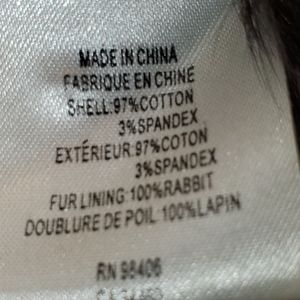 MADE IN CHINA
FABRIQUE EN CHINE
SHELL:97%COTTON
3%SPANDEX
EXTÉRIEUR:97%COTON
3%SPANDEX
FUR LINING:100%RABBIT
DOUBLURE DE POIL:100%LAPIN
RN 98406
CA